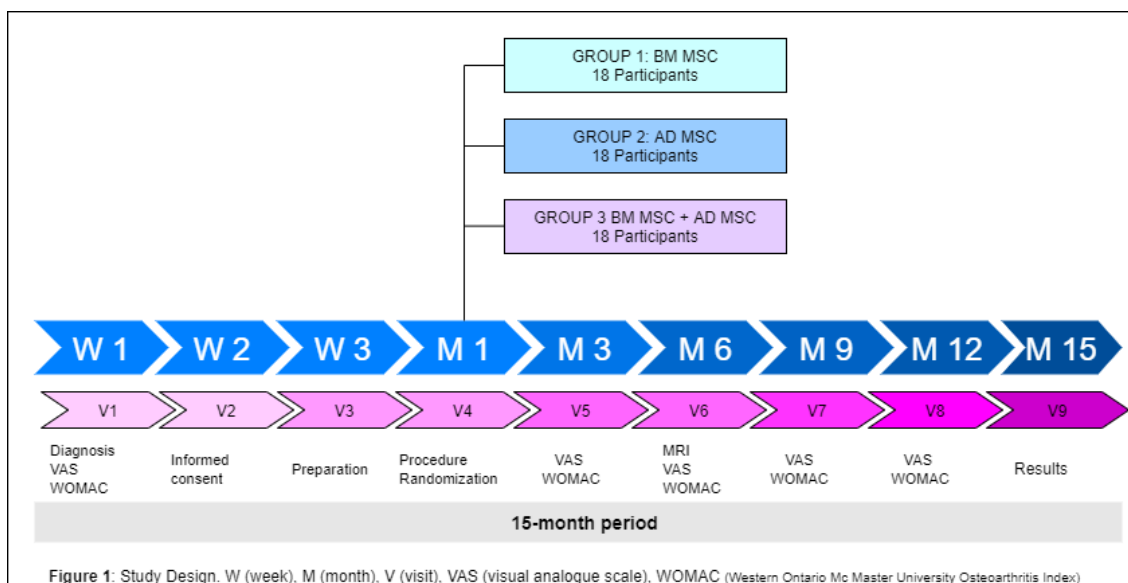 GROUP 1: BM MSC
18 Participants
GROUP 2: AD MSC
18 Participants
GROUP 3 BM MSC + AD MSC
18 Participants
W 1 W 2 W 3 M 1 M 3 M 6 M 9 M 12 M 15
V1 V2 V3 V4 V5 V6 V7 V8 V9
Diagnosis
VAS
WOMAC
Informed
consent
Preparation
Procedure
Randomization
VAS
WOMAC
MRI
VAS
WOMAC
VAS
WOMAC
VAS
WOMAC
Results
15-month period
Figure 1: Study Design. W (week), M (month), V (visit), VAS (visual analogue scale), WOMAC (Western Ontario Mc Master University Osteoarthritis Index)